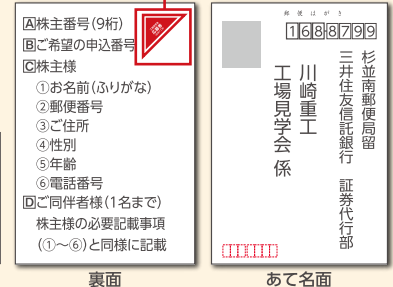 A株主番号(9桁)
Bご希望の申込番号
C株主様
①お名前(ふりがな)
②郵便番号
③ご住所
④性別
⑤年齢
⑥電話番号
Dご同伴者様(1名まで)
株主様の必要記載事項
(①〜⑥)と同様に記載
裏面
郵便はがき
1688799
杉並南郵便局留
三井住友信託銀行 証券代行部
川崎重工
工場見学会 係
あて名面